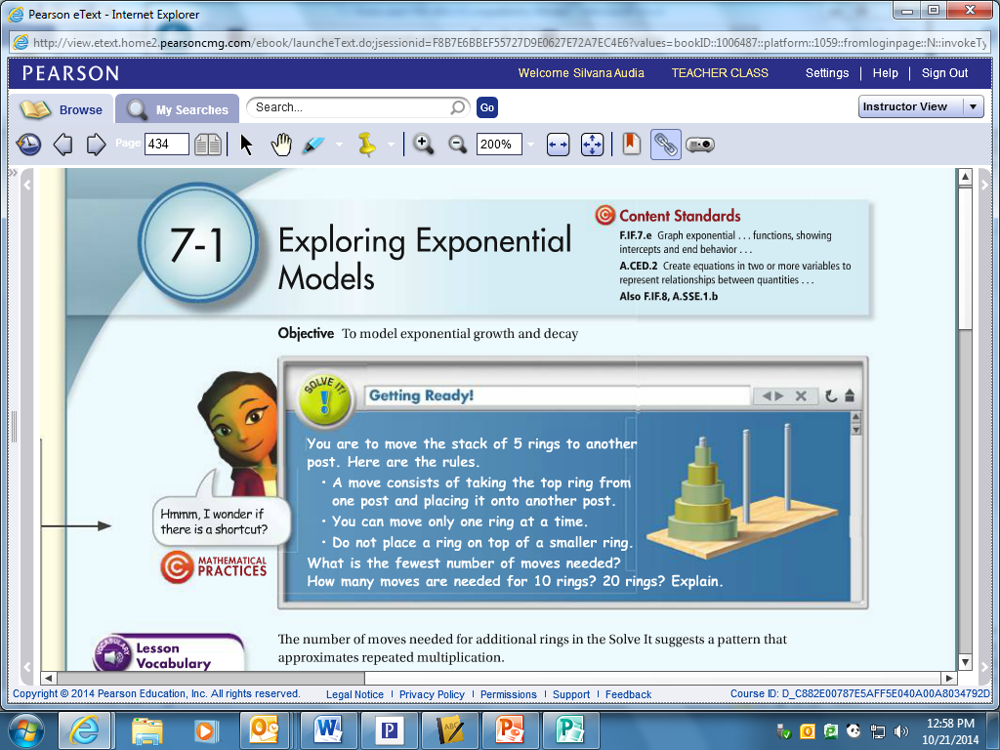 Pearson eText - Internet Explorer
http://view.etext.home2.pearsoncmg.com/ebook/launcheText.do;jsessionid=F8B7E6BBEF55727D9E0627E72A7EC4E6?values=bookID::1006487::platform::1059::fromloginpage::N::invokeTy
PEARSON
Welcome Silvana Audia TEACHER CLASS Settings | Help | Sign Out
Browse My Searches Search... Go Instructor View
Page 434 200%
7-1
Exploring Exponential
Models
Content Standards
F.IF.7.e Graph exponential . . . functions, showing
intercepts and end behavior . . .
A.CED.2 Create equations in two or more variables to
represent relationships between quantities . . .
Also F.IF.8, A.SSE.1.b
Objective To model exponential growth and decay
SOLVE IT!
Getting Ready!
You are to move the stack of 5 rings to another
post. Here are the rules.
• A move consists of taking the top ring from
one post and placing it onto another post.
• You can move only one ring at a time.
• Do not place a ring on top of a smaller ring.
What is the fewest number of moves needed?
How many moves are needed for 10 rings? 20 rings? Explain.
Hmmm, I wonder if
there is a shortcut?
MATHEMATICAL
PRACTICES
VOCABULARY
Lesson
Vocabulary
The number of moves needed for additional rings in the Solve It suggests a pattern that
approximates repeated multiplication.
Copyright © 2014 Pearson Education, Inc. All rights reserved. Legal Notice | Privacy Policy | Permissions | Support | Feedback Course ID: D_C882E00787E5AFF5E040A00A8034792D
12:58 PM
10/21/2014